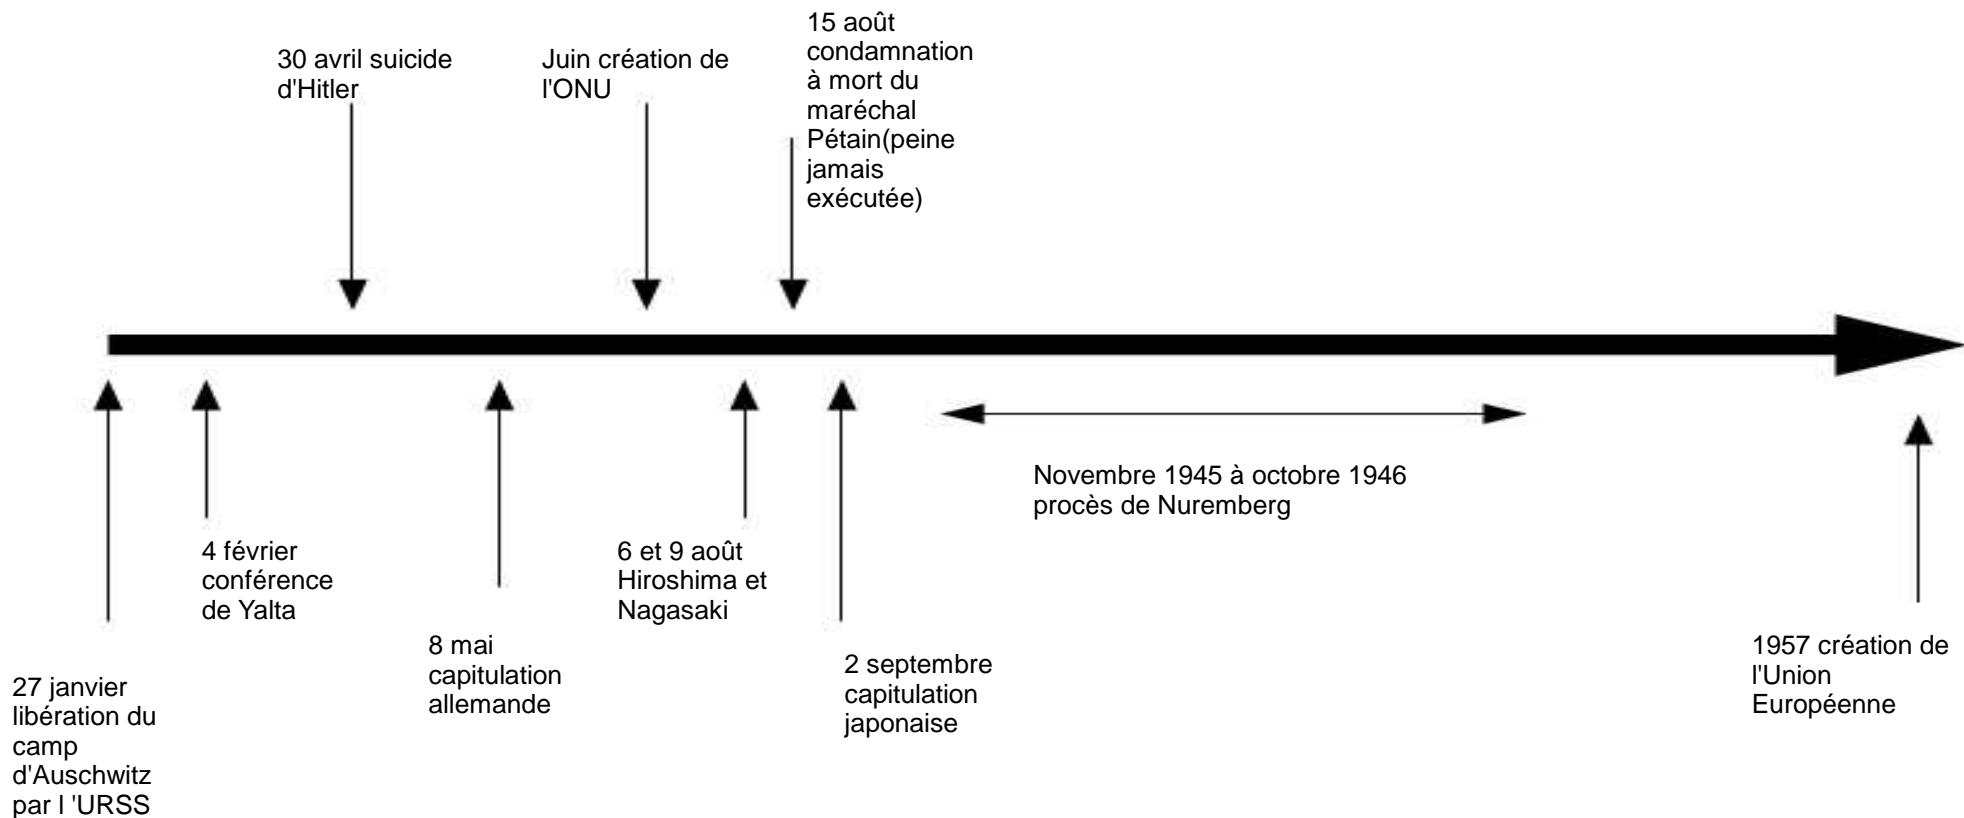 30 avril suicide
d'Hitler
Juin création de
l'ONU
15 août
condamnation
à mort du
maréchal
Pétain(peine
jamais
exécutée)
27 janvier
libération du
camp
d'Auschwitz
par l 'URSS
4 février
conférence
de Yalta
8 mai
capitulation
allemande
6 et 9 août
Hiroshima et
Nagasaki
2 septembre
capitulation
japonaise
Novembre 1945 à octobre 1946
procès de Nuremberg
1957 création de
l'Union
Européenne